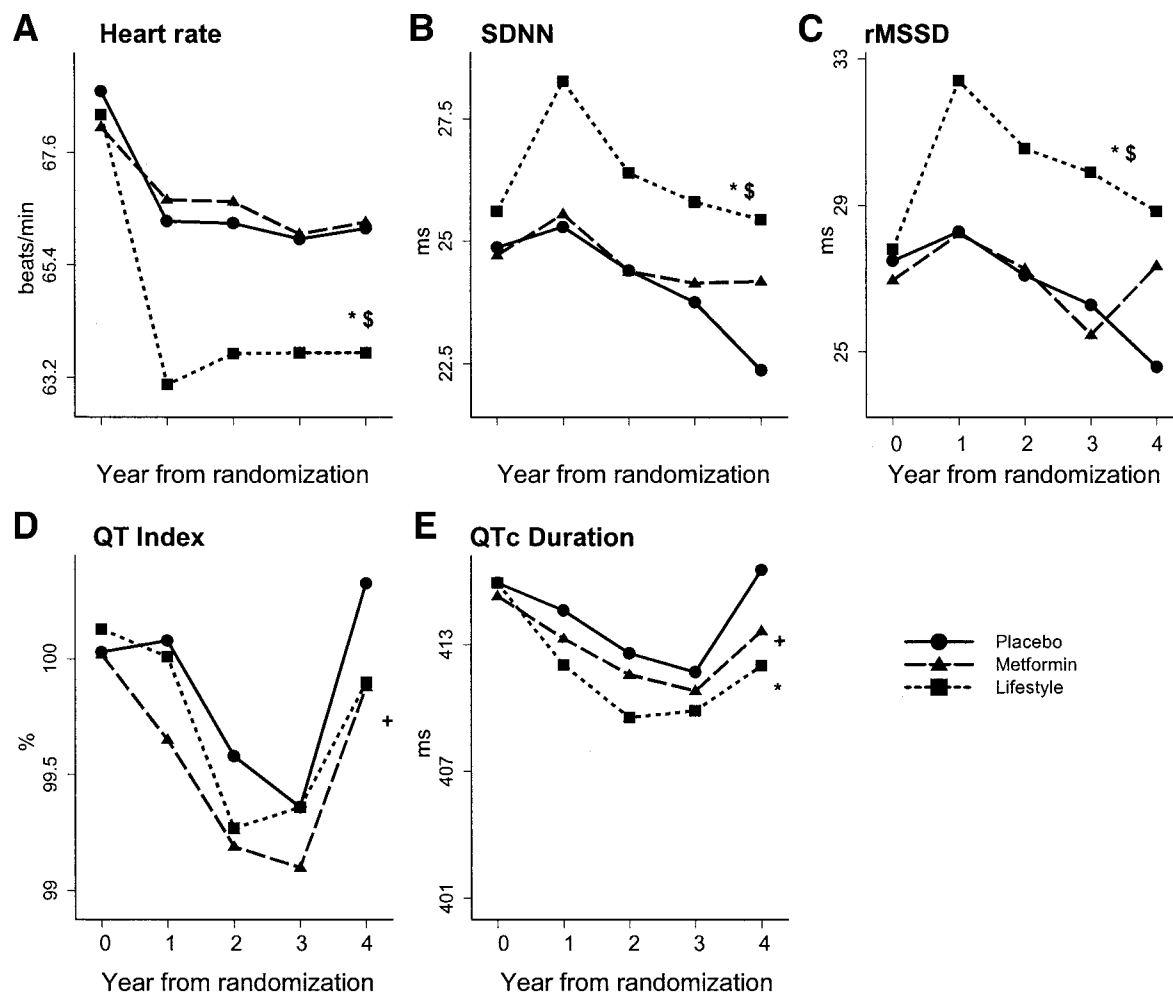 A Heart rate
beats/min
67.6
65.4
63.2
* $
Year from randomization
B SDNN
ms
27.5
25
22.5
* $
Year from randomization
C rMSSD
ms
33
29
25
* $
0 1 2 3 4
Year from randomization
D QT Index
%
100
99.5
99
+
0 1 2 3 4
Year from randomization
E QTc Duration
ms
413
407
401
+
*
0 1 2 3 4
Year from randomization
Placebo
Metformin
Lifestyle